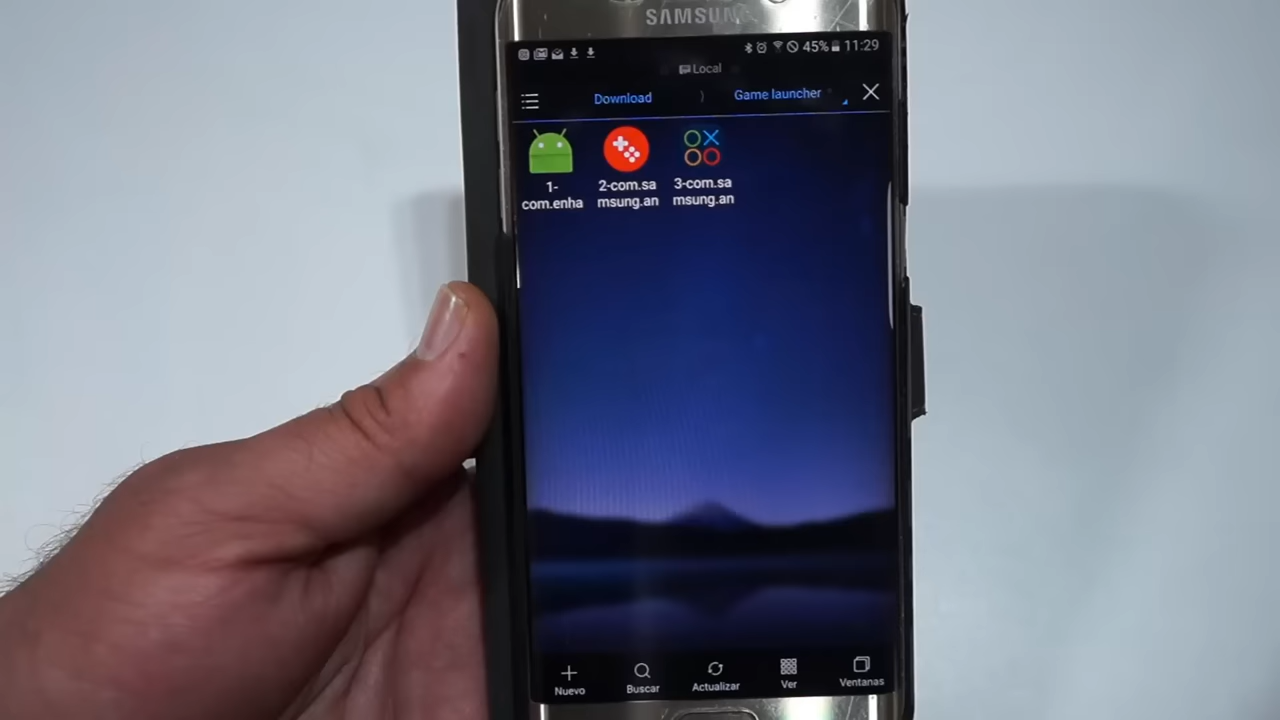 SAMSUNG
45% 11:29
Local
Download
Game launcher
1-
com.enha
2-com.sa
msung.an
3-com.sa
msung.an
Nuevo
Buscar
Actualizar
Ver
Ventanas